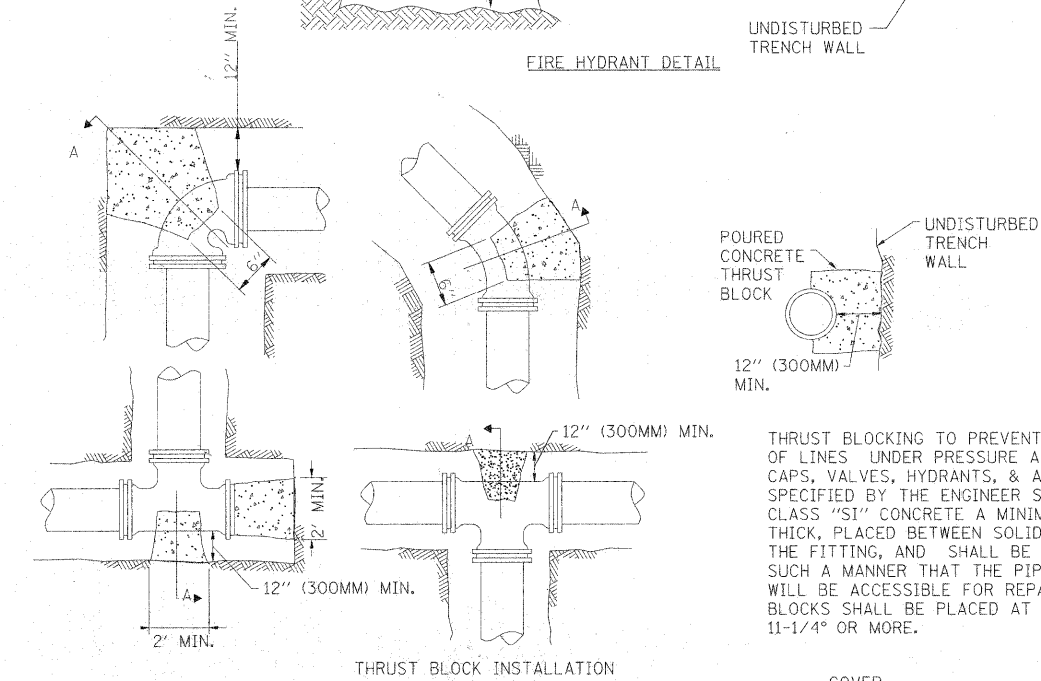 12" MIN.
UNDISTURBED
TRENCH WALL
FIRE HYDRANT DETAIL
A
6"
A
6"
POURED
CONCRETE
THRUST
BLOCK
UNDISTURBED
TRENCH
WALL
12" (300MM)
MIN.
A
12" (300MM) MIN.
2' MIN.
12" (300MM) MIN.
A
2' MIN.
THRUST BLOCKING TO PREVENT
OF LINES UNDER PRESSURE A
CAPS, VALVES, HYDRANTS, & A
SPECIFIED BY THE ENGINEER S
CLASS "SI" CONCRETE A MINIM
THICK, PLACED BETWEEN SOLID
THE FITTING, AND SHALL BE
SUCH A MANNER THAT THE PIP
WILL BE ACCESSIBLE FOR REPA
BLOCKS SHALL BE PLACED AT
11-1/4° OR MORE.
THRUST BLOCK INSTALLATION